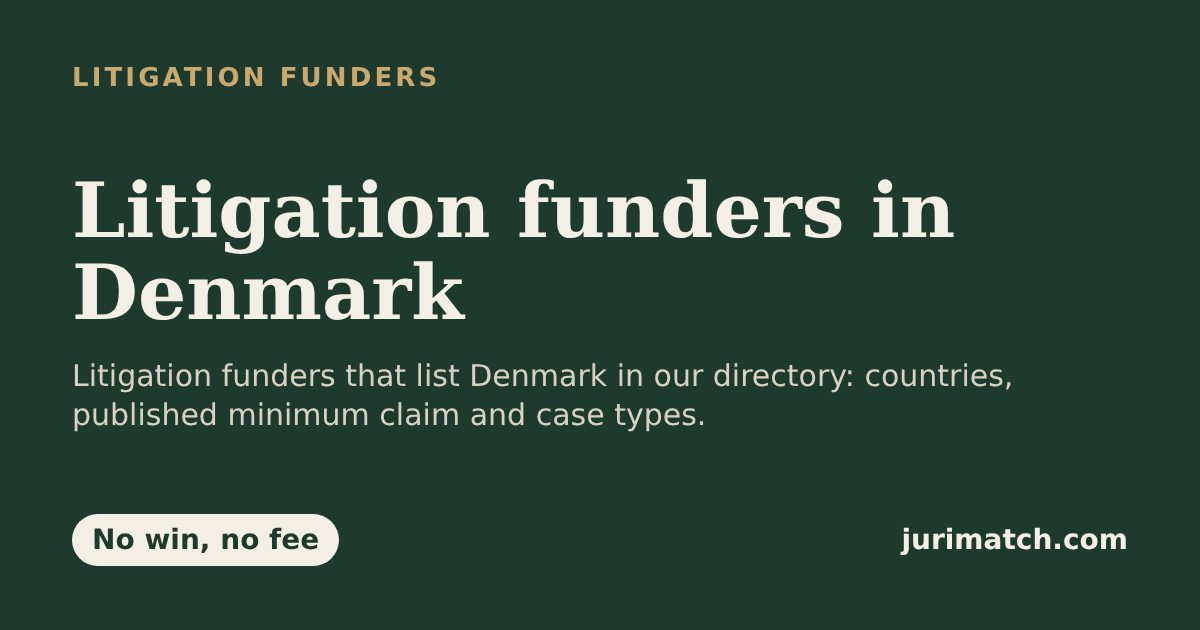 LITIGATION FUNDERS
Litigation funders in
Denmark
Litigation funders that list Denmark in our directory: countries,
published minimum claim and case types.
No win, no fee
jurimatch.com